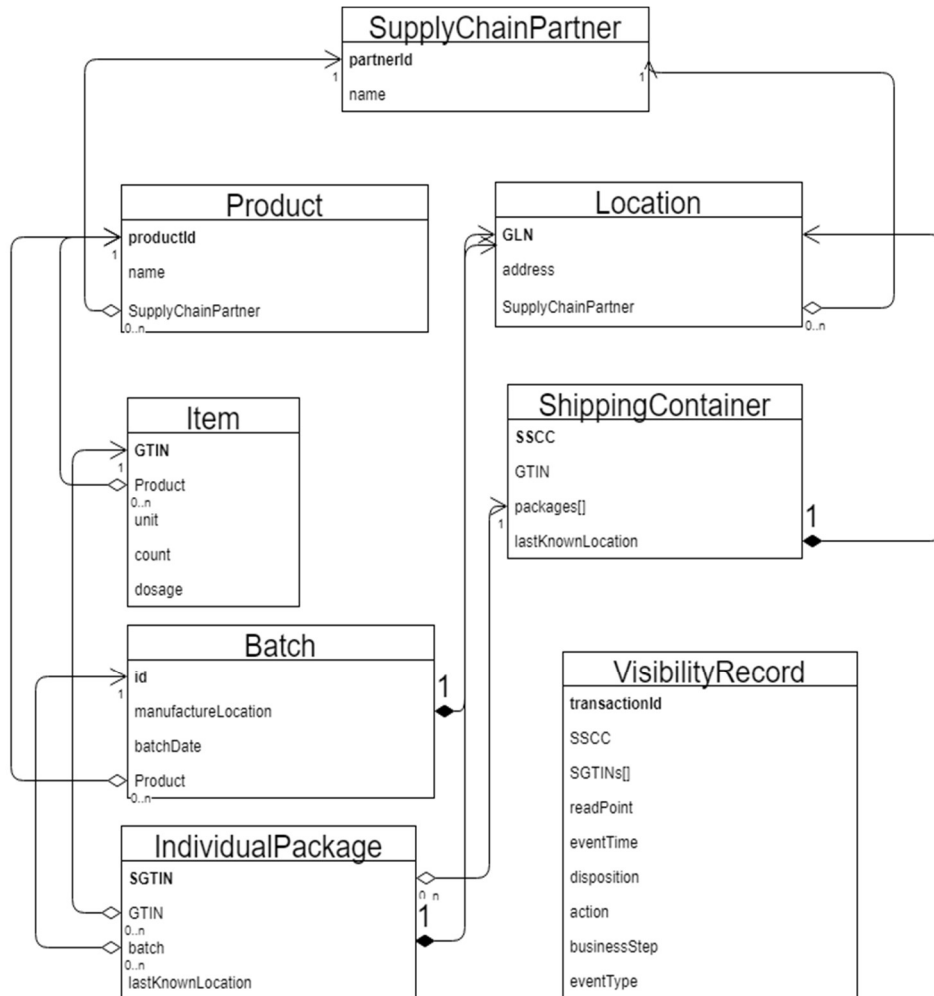 SupplyChainPartner
partnerId
1
1
name
Product
productId
1
name
SupplyChainPartner
0..n
Location
GLN
address
SupplyChainPartner
0..n
Item
GTIN
1
Product
0..n
unit
count
dosage
ShippingContainer
SSCC
GTIN
packages[]
1
1
lastKnownLocation
Batch
id
1
1
manufactureLocation
batchDate
Product
0..n
VisibilityRecord
transactionId
SSCC
SGTINs[]
readPoint
eventTime
disposition
action
businessStep
eventType
IndividualPackage
SGTIN
0..n
GTIN
1
0..n
batch
0..n
lastKnownLocation